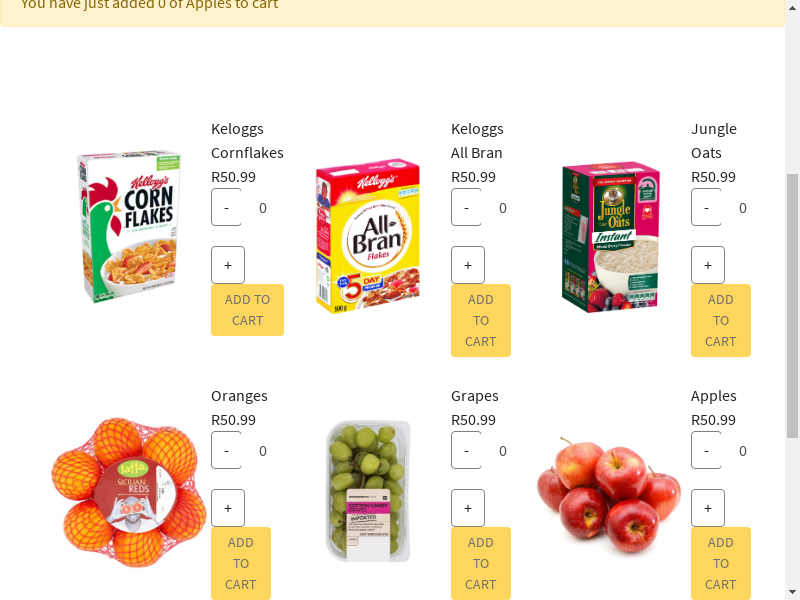 You have just added 0 of Apples to cart
Keloggs
Cornflakes
R50.99
-
0
+
ADD TO
CART
Kellogg's
CORN
FLAKES
Keloggs
All Bran
R50.99
-
0
+
ADD
TO
CART
Kellogg's
All-
Bran
Flakes
5 DAY
500 g
Jungle
Oats
R50.99
-
0
+
ADD
TO
CART
Jungle
Oats
Instant
Oranges
R50.99
-
0
+
ADD
TO
CART
Jaffa
SICILIAN
REDS
Grapes
R50.99
-
0
+
ADD
TO
CART
COTTON CANDY
IMPORTED
Apples
R50.99
-
0
+
ADD
TO
CART